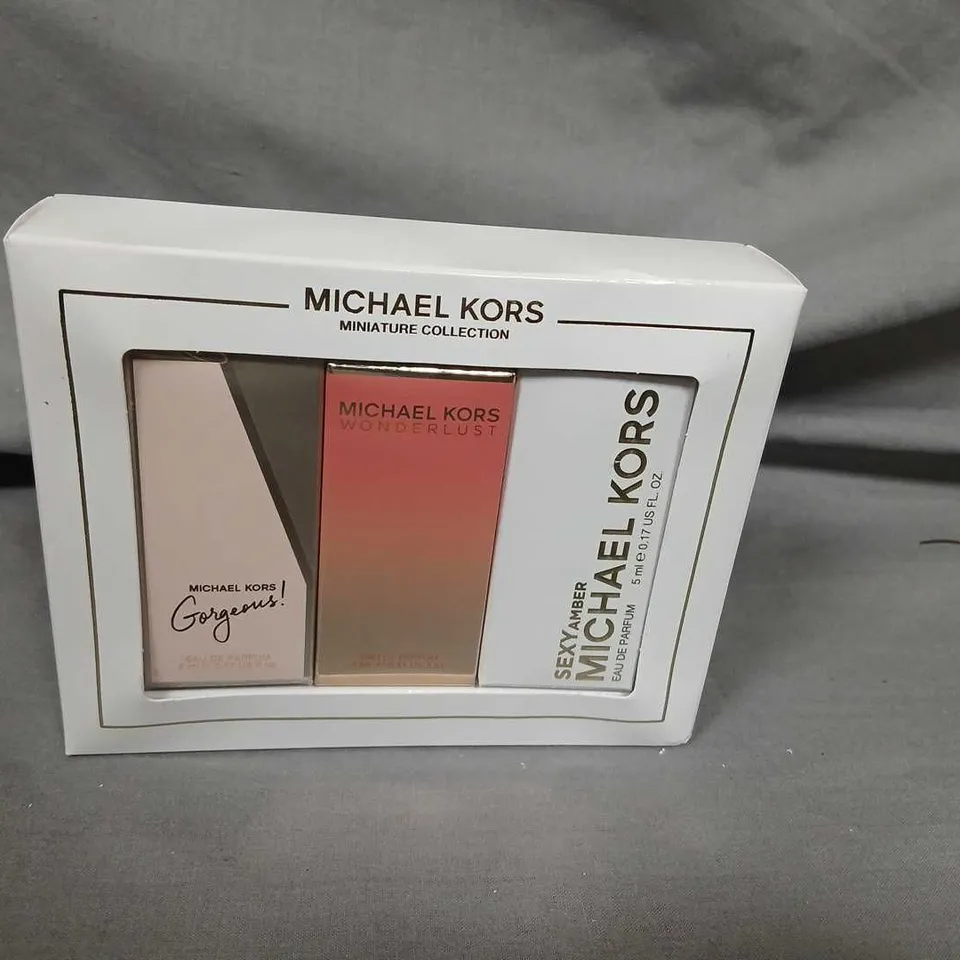 MICHAEL KORS
MINIATURE COLLECTION
MICHAEL KORS
Gorgeous!
EAU DE PARFUM
MICHAEL KORS
WONDERLUST
SEXY AMBER
MICHAEL KORS
EAU DE PARFUM 5 ml e 0.17 US FL. OZ.